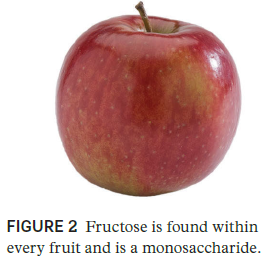 FIGURE 2 Fructose is found within
every fruit and is a monosaccharide.